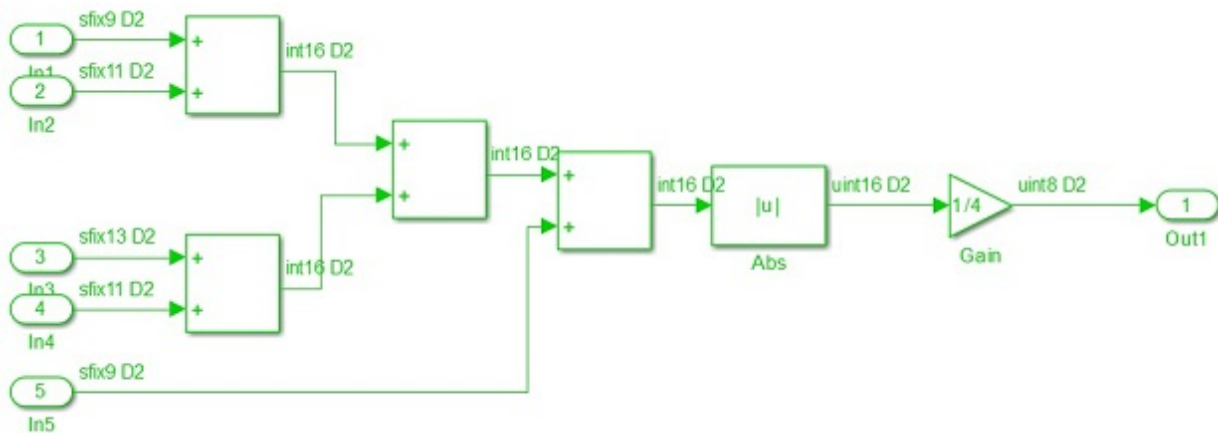 sfix9 D2
1
+
In1
sfix11 D2
2
+
In2
int16 D2
+
+
int16 D2
sfix13 D2
3
+
In3
sfix11 D2
4
+
In4
int16 D2
sfix9 D2
5
In5
+
+
int16 D2
|u|
Abs
uint16 D2
1/4
Gain
uint8 D2
1
Out1